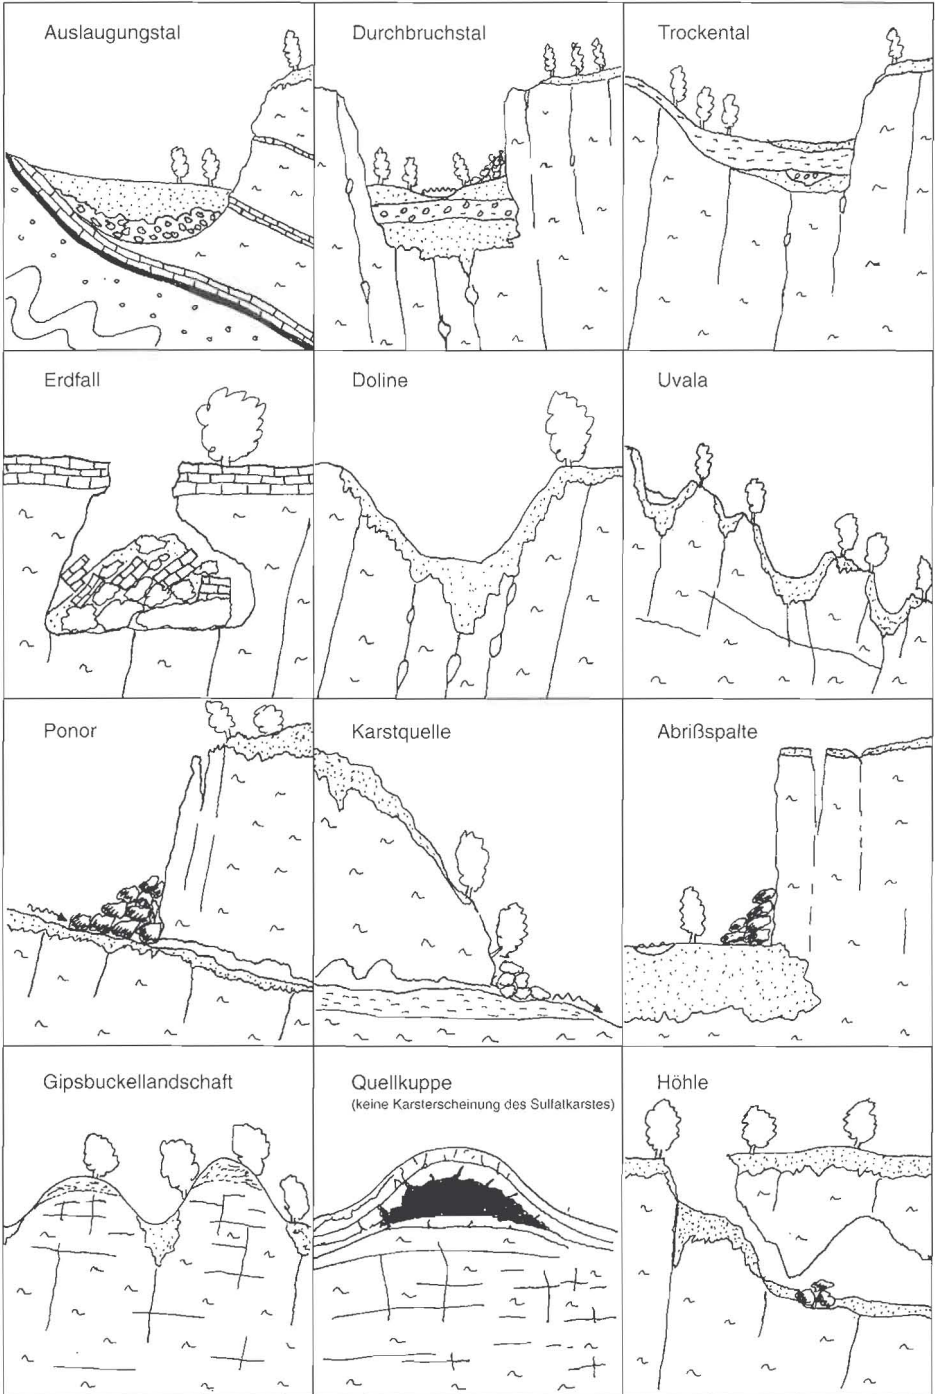 Auslaugungstal
Durchbruchstal
Trockental
Erdfall
Doline
Uvala
Ponor
Karstquelle
Abrißspalte
Gipsbuckellandschaft
Quellkuppe
(keine Karsterscheinung des Sulfatkarstes)
Höhle